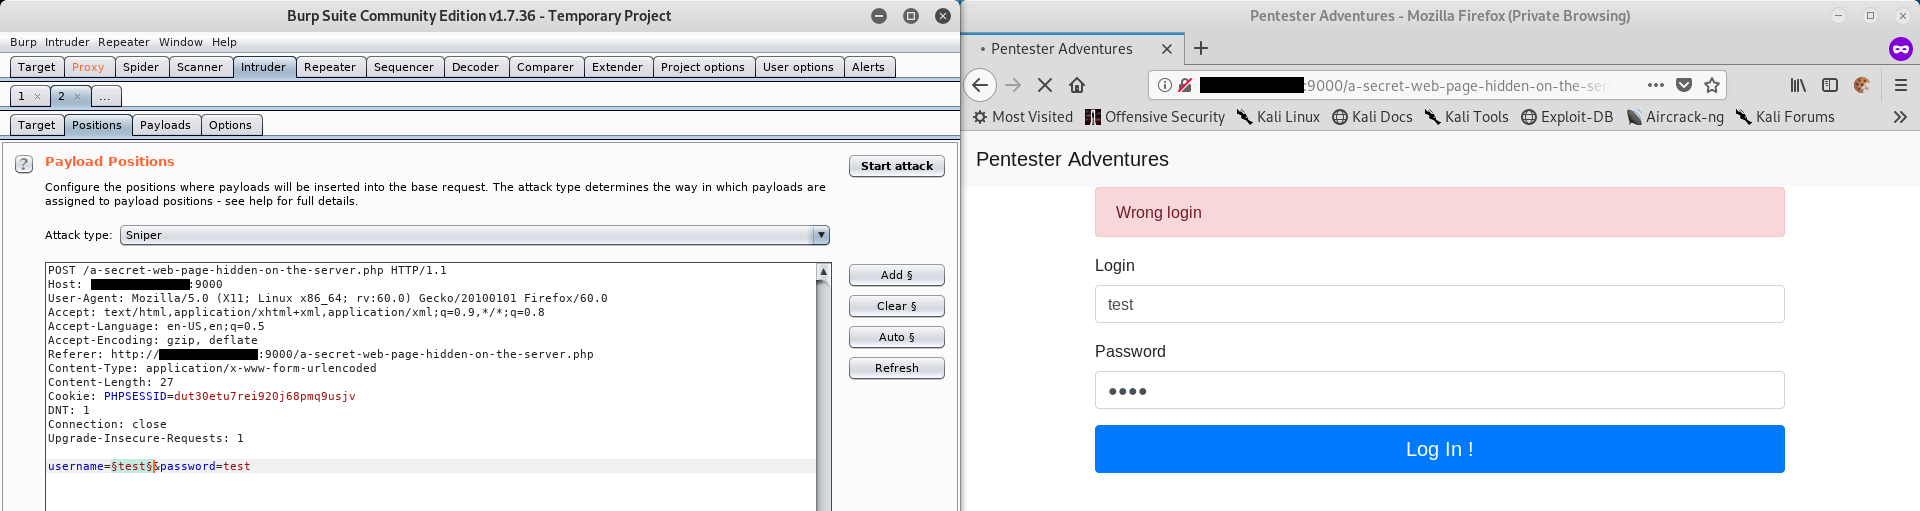 Burp Suite Community Edition v1.7.36 - Temporary Project
Burp Intruder Repeater Window Help
Target Proxy Spider Scanner Intruder Repeater Sequencer Decoder Comparer Extender Project options User options Alerts
1 × 2 × ...
Target Positions Payloads Options
? Payload Positions
Start attack
Configure the positions where payloads will be inserted into the base request. The attack type determines the way in which payloads are
assigned to payload positions - see help for full details.
Attack type: Sniper
POST /a-secret-web-page-hidden-on-the-server.php HTTP/1.1
Host: :9000
User-Agent: Mozilla/5.0 (X11; Linux x86_64; rv:60.0) Gecko/20100101 Firefox/60.0
Accept: text/html,application/xhtml+xml,application/xml;q=0.9,*/*;q=0.8
Accept-Language: en-US,en;q=0.5
Accept-Encoding: gzip, deflate
Referer: http:// :9000/a-secret-web-page-hidden-on-the-server.php
Content-Type: application/x-www-form-urlencoded
Content-Length: 27
Cookie: PHPSESSID=dut30etu7rei920j68pmq9usjv
DNT: 1
Connection: close
Upgrade-Insecure-Requests: 1
username=§test§&password=test
Add §
Clear §
Auto §
Refresh
Pentester Adventures - Mozilla Firefox (Private Browsing)
Pentester Adventures
:9000/a-secret-web-page-hidden-on-the-ser
Most Visited Offensive Security Kali Linux Kali Docs Kali Tools Exploit-DB Aircrack-ng Kali Forums
Pentester Adventures
Wrong login
Login
test
Password
••••
Log In !